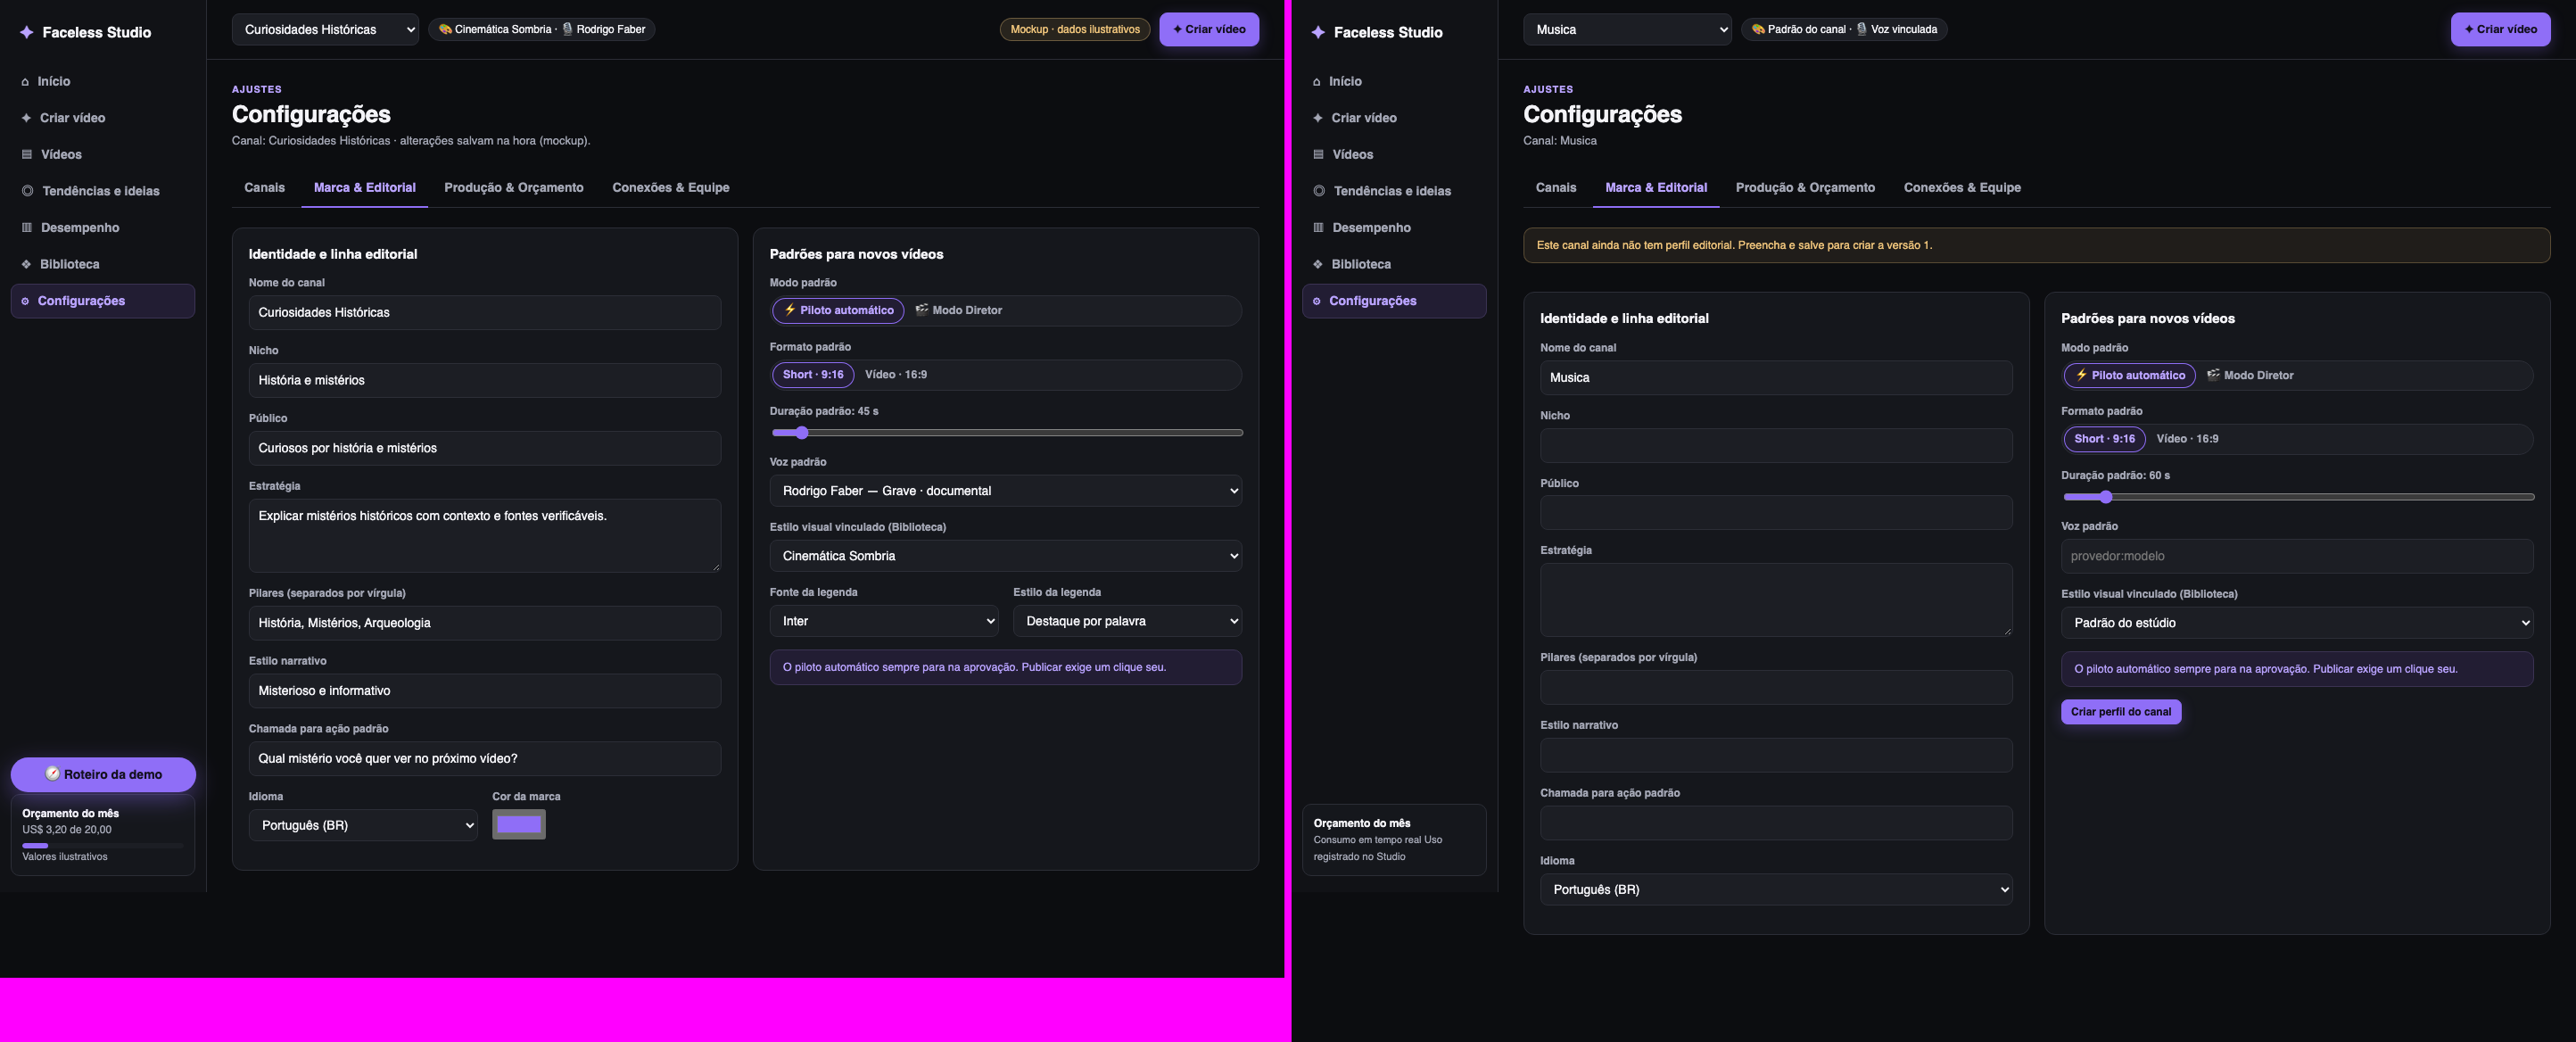 Faceless Studio
Início
Criar vídeo
Vídeos
Tendências e ideias
Desempenho
Biblioteca
Configurações
Roteiro da demo
Orçamento do mês
US$ 3,20 de 20,00
Valores ilustrativos
Curiosidades Históricas
Cinemática Sombria · Rodrigo Faber
Mockup · dados ilustrativos
Criar vídeo
AJUSTES
Configurações
Canal: Curiosidades Históricas · alterações salvam na hora (mockup).
Canais
Marca & Editorial
Produção & Orçamento
Conexões & Equipe
Identidade e linha editorial
Nome do canal
Curiosidades Históricas
Nicho
História e mistérios
Público
Curiosos por história e mistérios
Estratégia
Explicar mistérios históricos com contexto e fontes verificáveis.
Pilares (separados por vírgula)
História, Mistérios, Arqueologia
Estilo narrativo
Misterioso e informativo
Chamada para ação padrão
Qual mistério você quer ver no próximo vídeo?
Idioma
Português (BR)
Cor da marca
Padrões para novos vídeos
Modo padrão
Piloto automático
Modo Diretor
Formato padrão
Short · 9:16
Vídeo · 16:9
Duração padrão: 45 s
Voz padrão
Rodrigo Faber — Grave · documental
Estilo visual vinculado (Biblioteca)
Cinemática Sombria
Fonte da legenda
Inter
Estilo da legenda
Destaque por palavra
O piloto automático sempre para na aprovação. Publicar exige um clique seu.
Faceless Studio
Início
Criar vídeo
Vídeos
Tendências e ideias
Desempenho
Biblioteca
Configurações
Orçamento do mês
Consumo em tempo real Uso
registrado no Studio
Musica
Padrão do canal · Voz vinculada
Criar vídeo
AJUSTES
Configurações
Canal: Musica
Canais
Marca & Editorial
Produção & Orçamento
Conexões & Equipe
Este canal ainda não tem perfil editorial. Preencha e salve para criar a versão 1.
Identidade e linha editorial
Nome do canal
Musica
Nicho
Público
Estratégia
Pilares (separados por vírgula)
Estilo narrativo
Chamada para ação padrão
Idioma
Português (BR)
Padrões para novos vídeos
Modo padrão
Piloto automático
Modo Diretor
Formato padrão
Short · 9:16
Vídeo · 16:9
Duração padrão: 60 s
Voz padrão
provedor:modelo
Estilo visual vinculado (Biblioteca)
Padrão do estúdio
O piloto automático sempre para na aprovação. Publicar exige um clique seu.
Criar perfil do canal